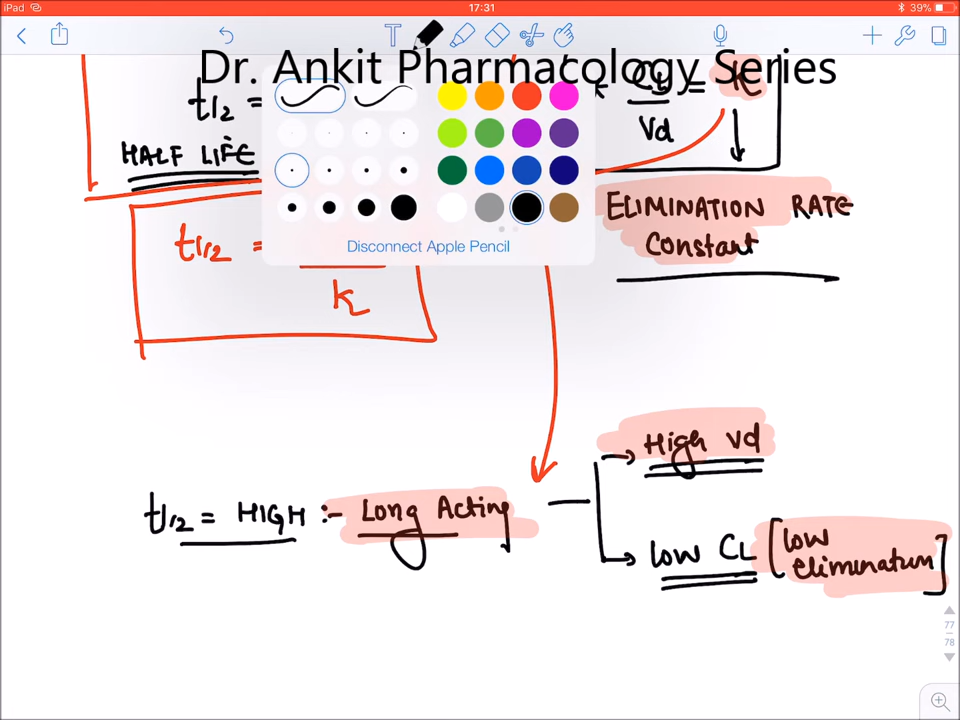 iPad 17:31 39%
T
Dr. Ankit Pharmacology Series
t1/2 = CL = K
Vd
HALF LIFE
ELIMINATION RATE
Constant
t1/2 =
K
Disconnect Apple Pencil
High Vd
t1/2 = HIGH :- Long Acting
low CL [low
elimination]
77
78